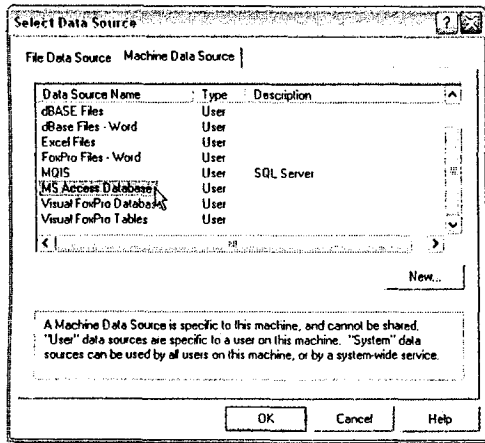 Select Data Source
File Data Source Machine Data Source
Data Source Name Type Description
dBASE Files User
dBase Files - Word User
Excel Files User
FoxPro Files - Word User
MQIS User SQL Server
MS Access Database User
Visual FoxPro Database User
Visual FoxPro Tables User
New...
A Machine Data Source is specific to this machine, and cannot be shared.
"User" data sources are specific to a user on this machine. "System" data
sources can be used by all users on this machine, or by a system-wide service.
OK Cancel Help